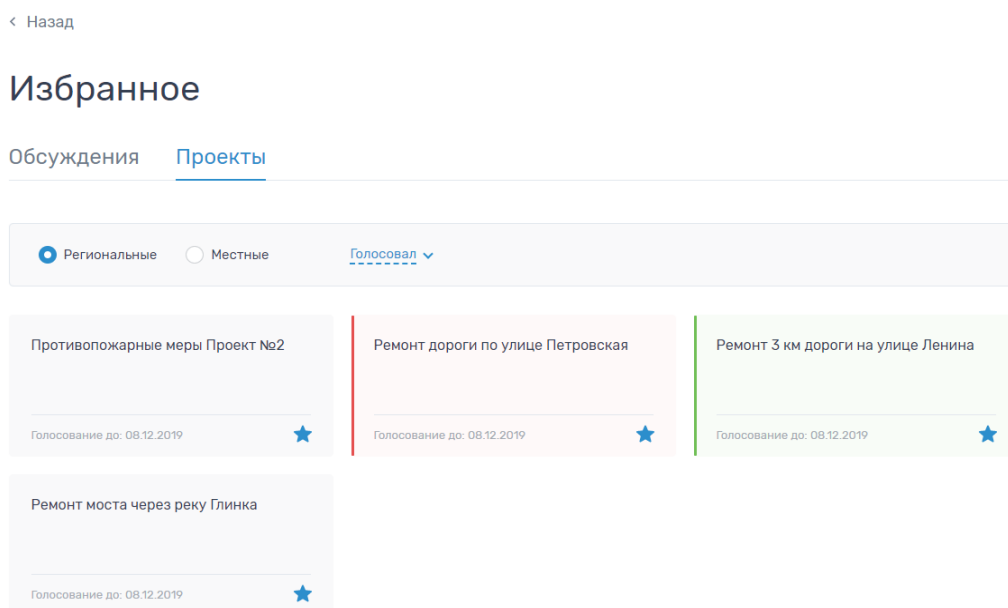 Назад
Избранное
Обсуждения Проекты
Региональные Местные Голосовал
Противопожарные меры Проект №2
Голосование до: 08.12.2019
Ремонт дороги по улице Петровская
Голосование до: 08.12.2019
Ремонт 3 км дороги на улице Ленина
Голосование до: 08.12.2019
Ремонт моста через реку Глинка
Голосование до: 08.12.2019